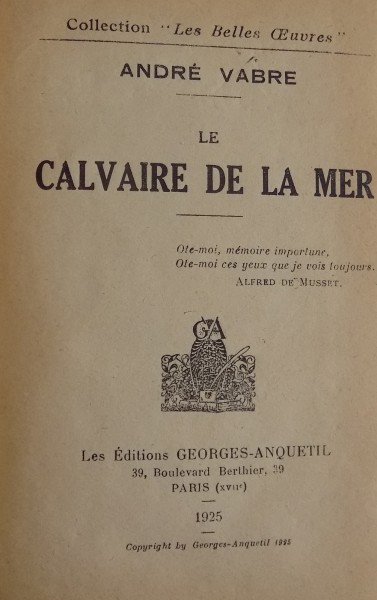 Collection "Les Belles Œuvres"
ANDRÉ VABRE
LE
CALVAIRE DE LA MER
Ote-moi, mémoire importune,
Ote-moi ces yeux que je vois toujours.
ALFRED DE MUSSET.
GA
Les Éditions GEORGES-ANQUETIL
39, Boulevard Berthier, 39
PARIS (XVIIe)
1925
Copyright by Georges-Anquetil 1925